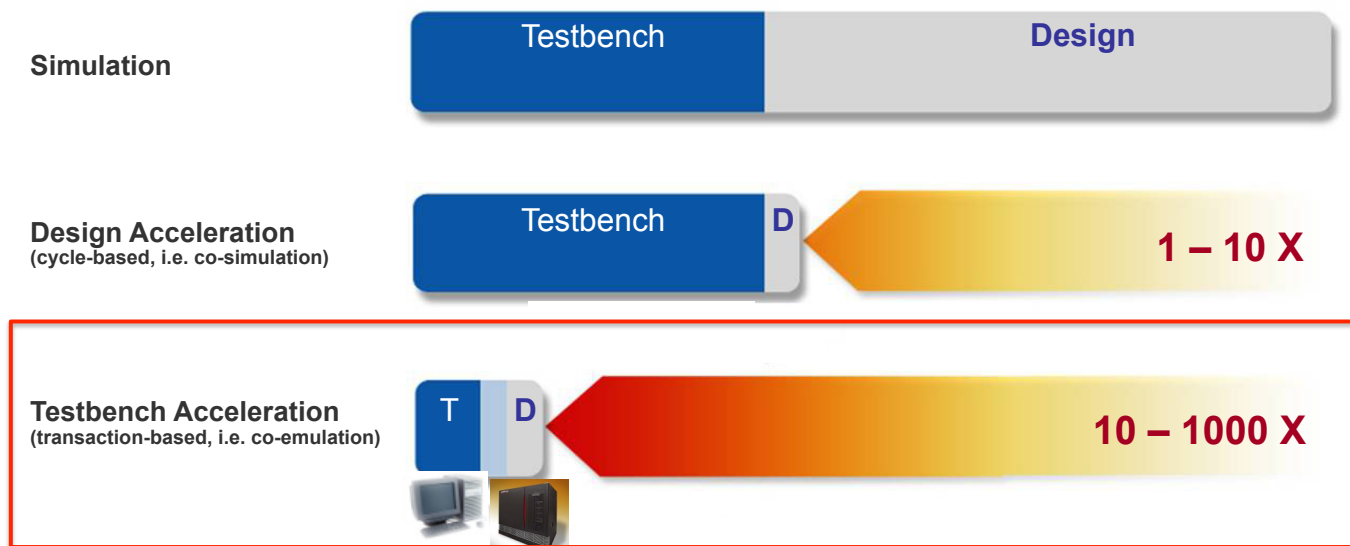 Simulation
Testbench
Design
Design Acceleration
(cycle-based, i.e. co-simulation)
Testbench
D
1 – 10 X
Testbench Acceleration
(transaction-based, i.e. co-emulation)
T
D
10 – 1000 X